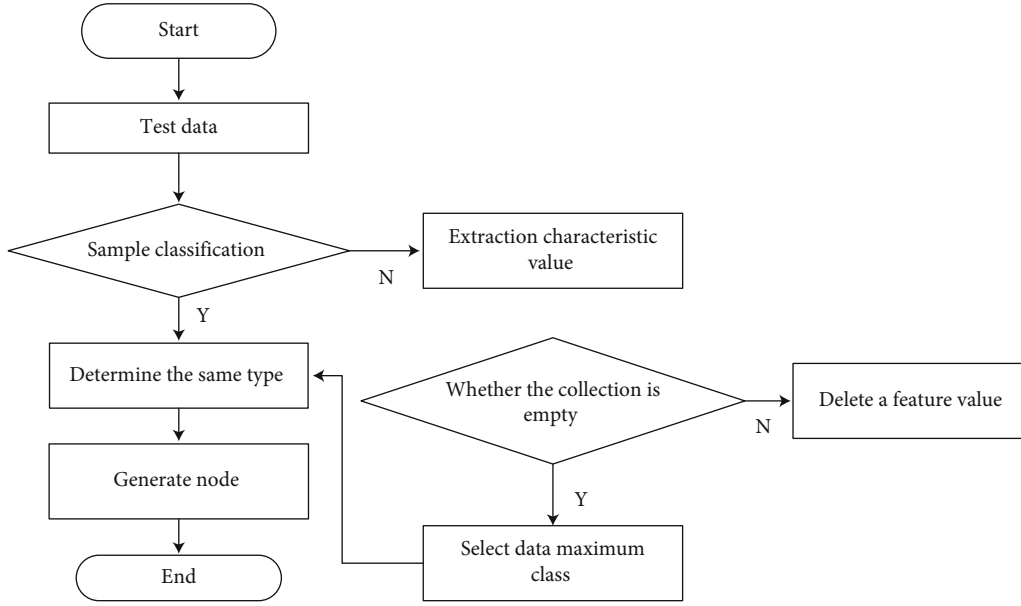 Start
Test data
Sample classification
N
Extraction characteristic
value
Y
Determine the same type
Whether the collection is
empty
N
Delete a feature value
Generate node
Y
Select data maximum
class
End